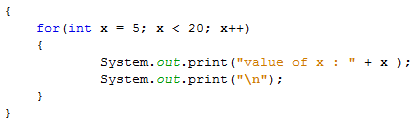 {
for(int x = 5; x < 20; x++)
{
System.out.print("value of x : " + x );
System.out.print("\n");
}
}